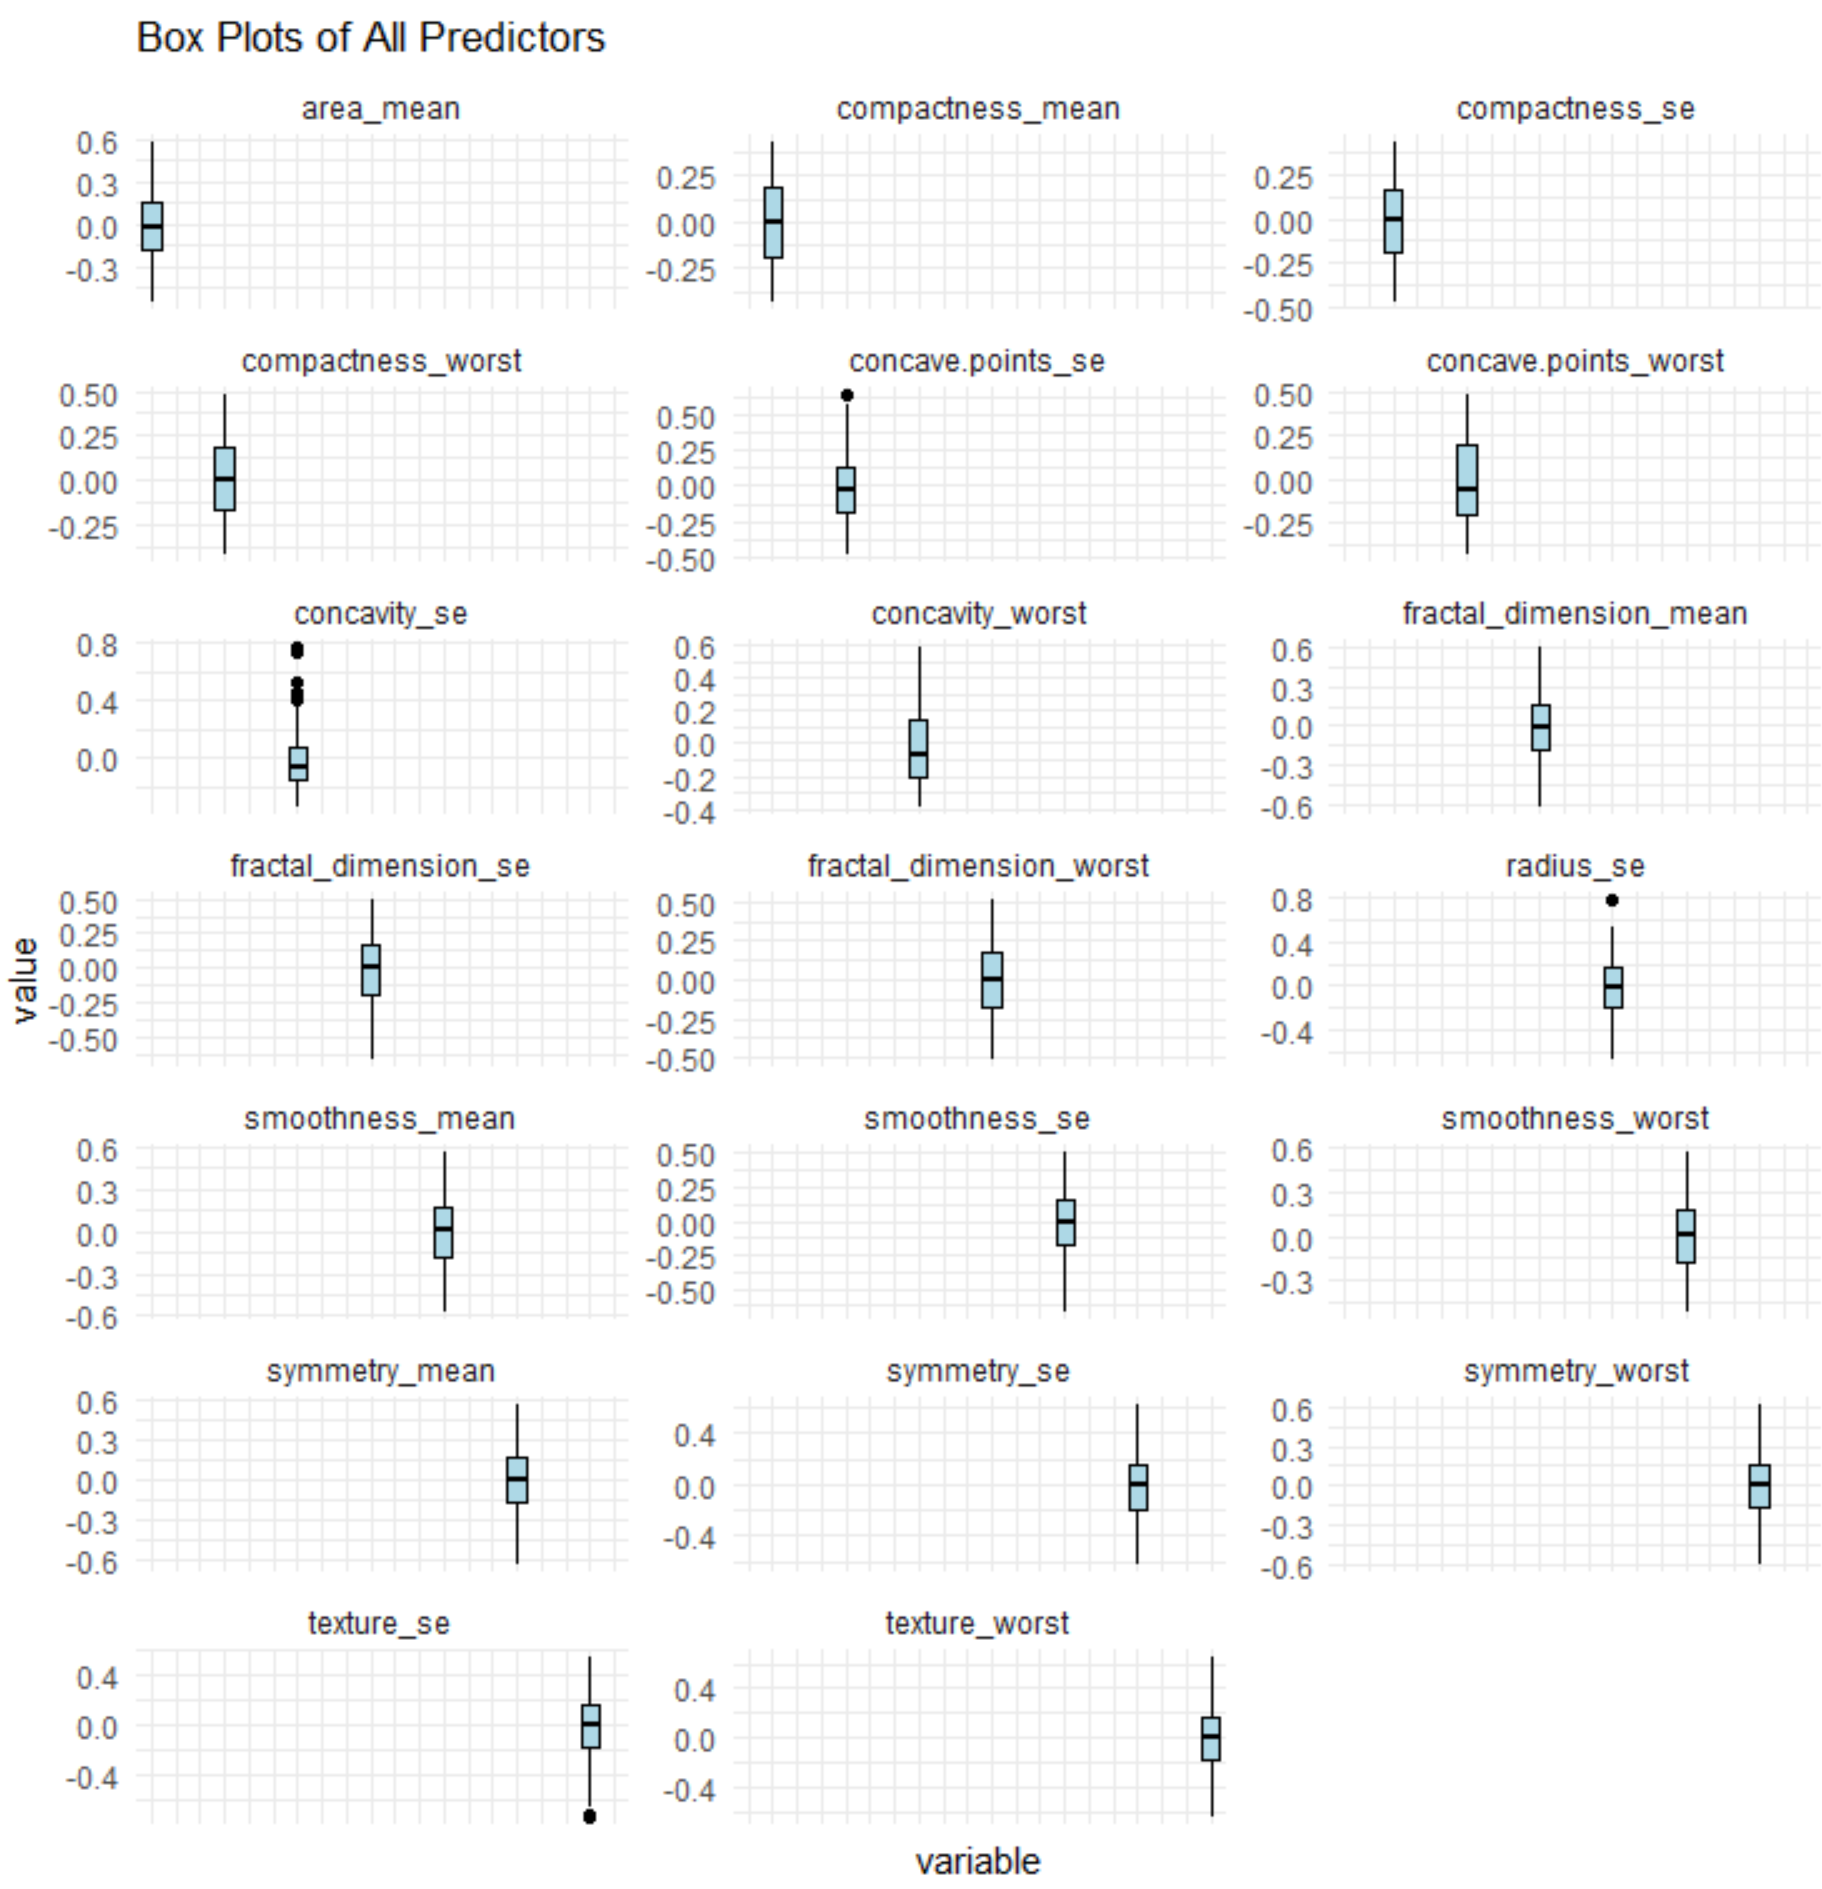 Box Plots of All Predictors
area_mean compactness_mean compactness_se
0.6 0.3 0.0 -0.3
0.25 0.00 -0.25
0.25 0.00 -0.25 -0.50
compactness_worst concave.points_se concave.points_worst
0.50 0.25 0.00 -0.25
0.50 0.25 0.00 -0.25 -0.50
0.50 0.25 0.00 -0.25
concavity_se concavity_worst fractal_dimension_mean
0.8 0.4 0.0
0.6 0.4 0.2 0.0 -0.2 -0.4
0.6 0.3 0.0 -0.3 -0.6
fractal_dimension_se fractal_dimension_worst radius_se
0.50 0.25 0.00 -0.25 -0.50
0.50 0.25 0.00 -0.25 -0.50
0.8 0.4 0.0 -0.4
value
smoothness_mean smoothness_se smoothness_worst
0.6 0.3 0.0 -0.3 -0.6
0.50 0.25 0.00 -0.25 -0.50
0.6 0.3 0.0 -0.3
symmetry_mean symmetry_se symmetry_worst
0.6 0.3 0.0 -0.3 -0.6
0.4 0.0 -0.4
0.6 0.3 0.0 -0.3 -0.6
texture_se texture_worst
0.4 0.0 -0.4
0.4 0.0 -0.4
variable